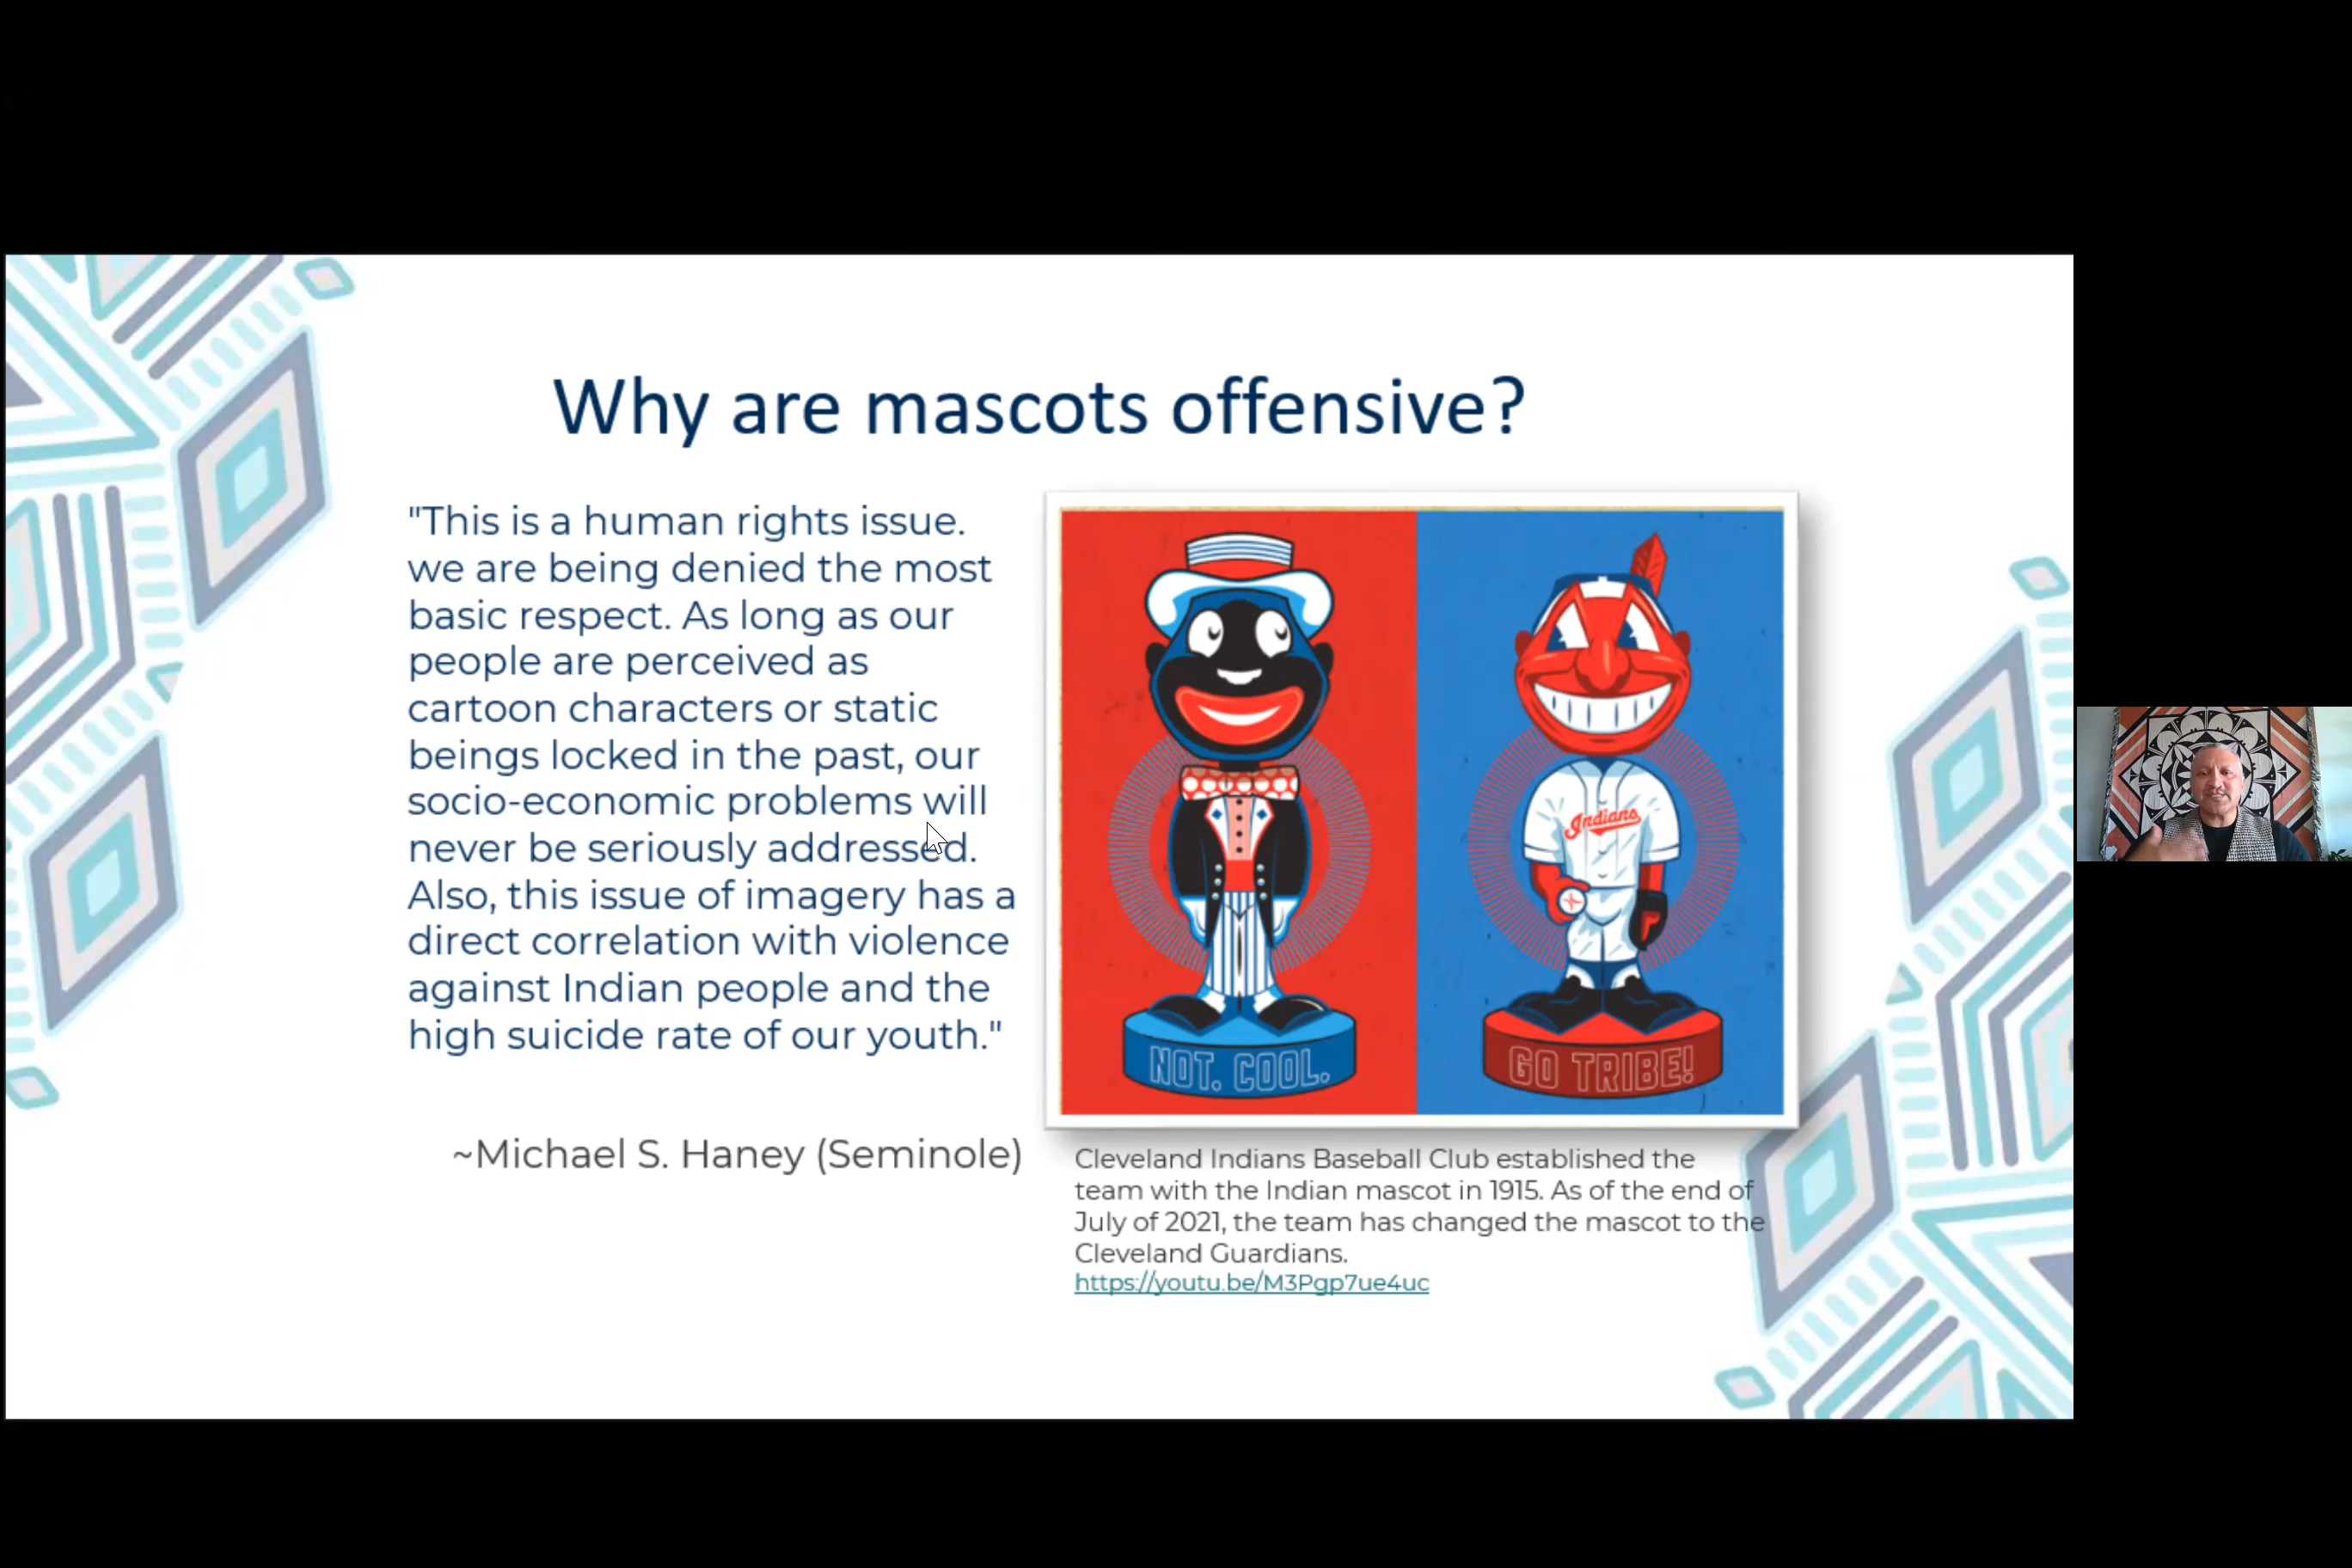 Why are mascots offensive?
"This is a human rights issue.
we are being denied the most
basic respect. As long as our
people are perceived as
cartoon characters or static
beings locked in the past, our
socio-economic problems will
never be seriously addressed.
Also, this issue of imagery has a
direct correlation with violence
against Indian people and the
high suicide rate of our youth."
~Michael S. Haney (Seminole)
Indians
NOT. COOL.
GO TRIBE!
Cleveland Indians Baseball Club established the
team with the Indian mascot in 1915. As of the end of
July of 2021, the team has changed the mascot to the
Cleveland Guardians.
https://youtu.be/M3Pgp7ue4uc